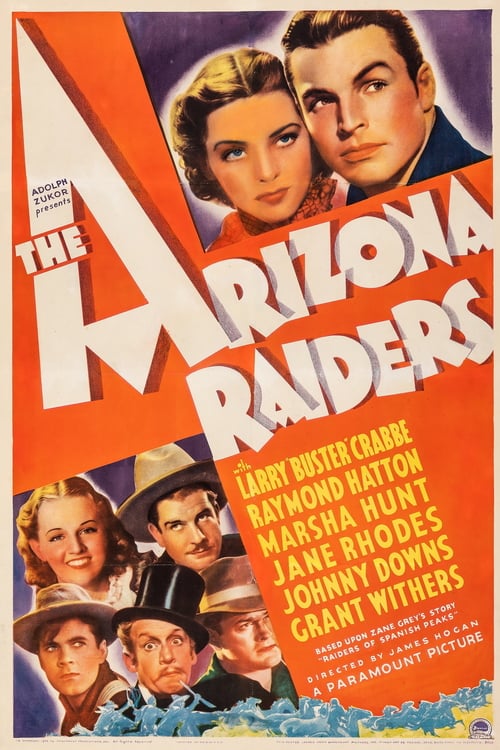 ADOLPH
ZUKOR
presents
THE
ARIZONA
RAIDERS
with
LARRY "BUSTER" CRABBE
RAYMOND HATTON
MARSHA HUNT
JANE RHODES
JOHNNY DOWNS
GRANT WITHERS
BASED UPON ZANE GREY'S STORY
"RAIDERS OF SPANISH PEAKS"
DIRECTED BY JAMES HOGAN
A PARAMOUNT PICTURE